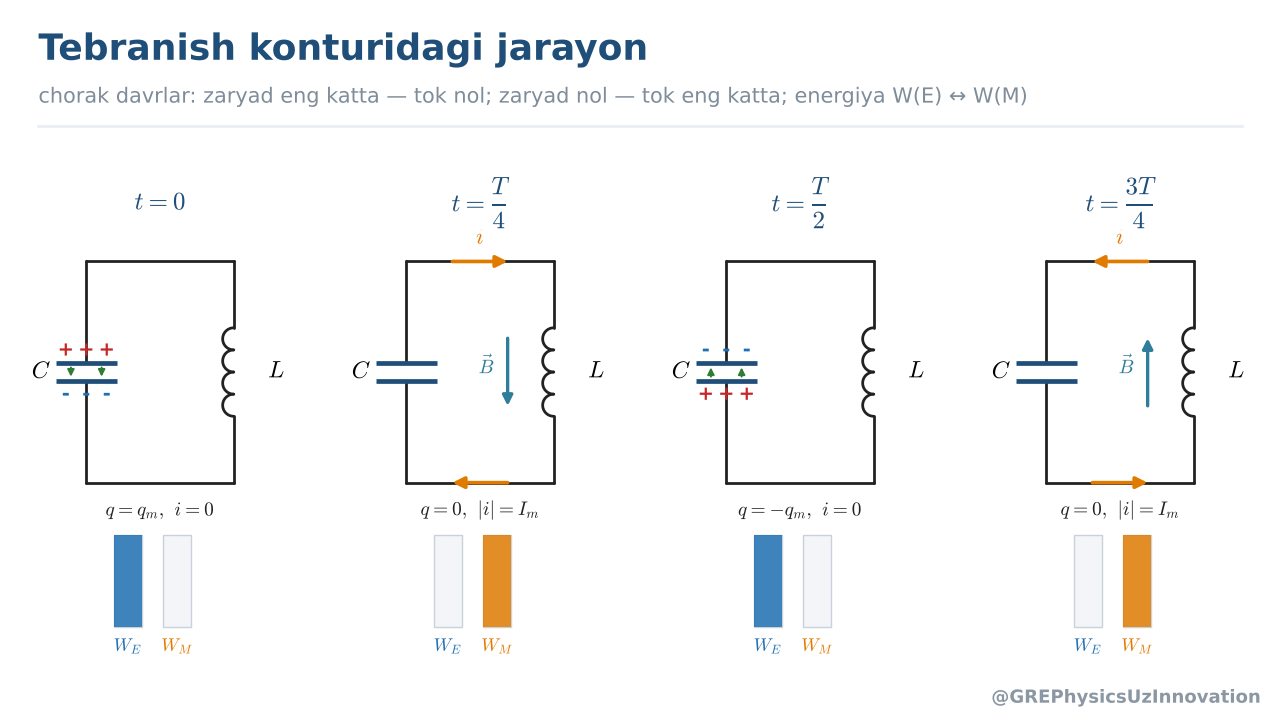 Tebranish konturidagi jarayon
chorak davrlar: zaryad eng katta — tok nol; zaryad nol — tok eng katta; energiya W(E) ↔ W(M)
t = 0
t = T/4
t = T/2
t = 3T/4
i
i
+ + +
- - -
C
L
- - -
+ + +
C
B⃗
L
C
L
C
B⃗
L
q = q_m, i = 0
q = 0, |i| = I_m
q = −q_m, i = 0
q = 0, |i| = I_m
W_E W_M
W_E W_M
W_E W_M
W_E W_M
@GREPhysicsUzInnovation